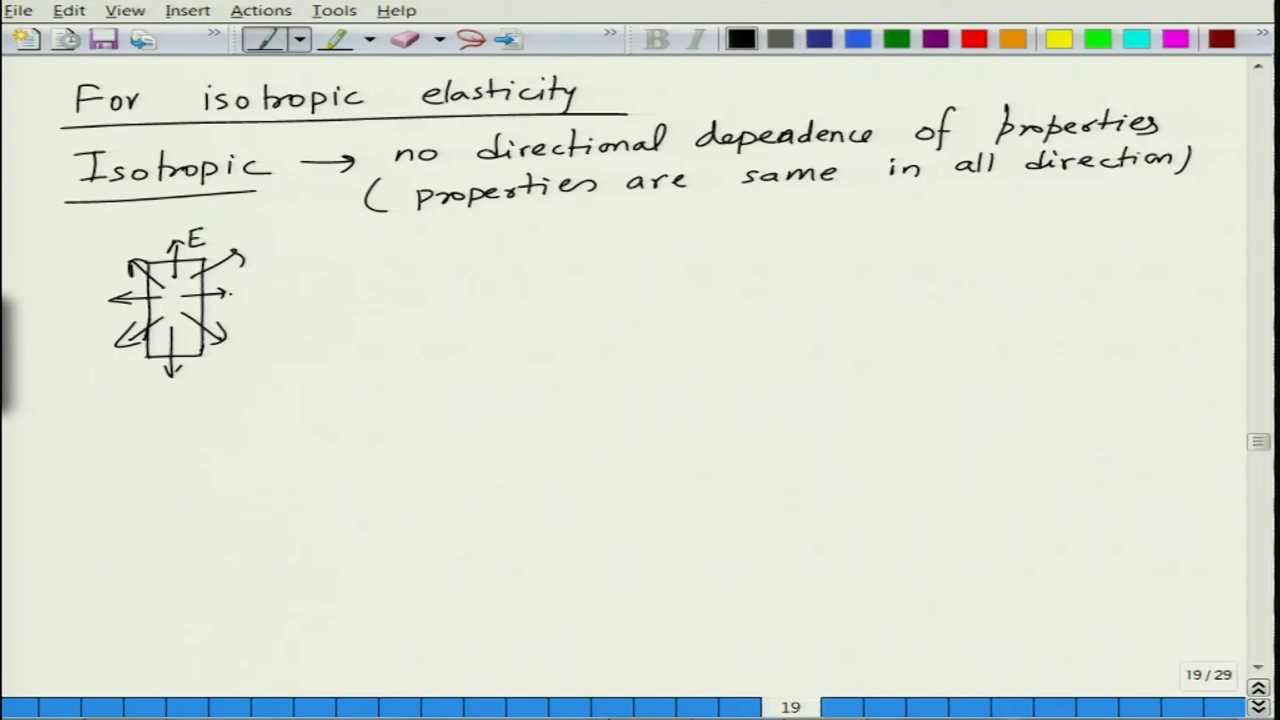 File Edit View Insert Actions Tools Help
B I
For isotropic elasticity
Isotropic → no directional dependence of properties
( properties are same in all direction)
E
19 / 29
19